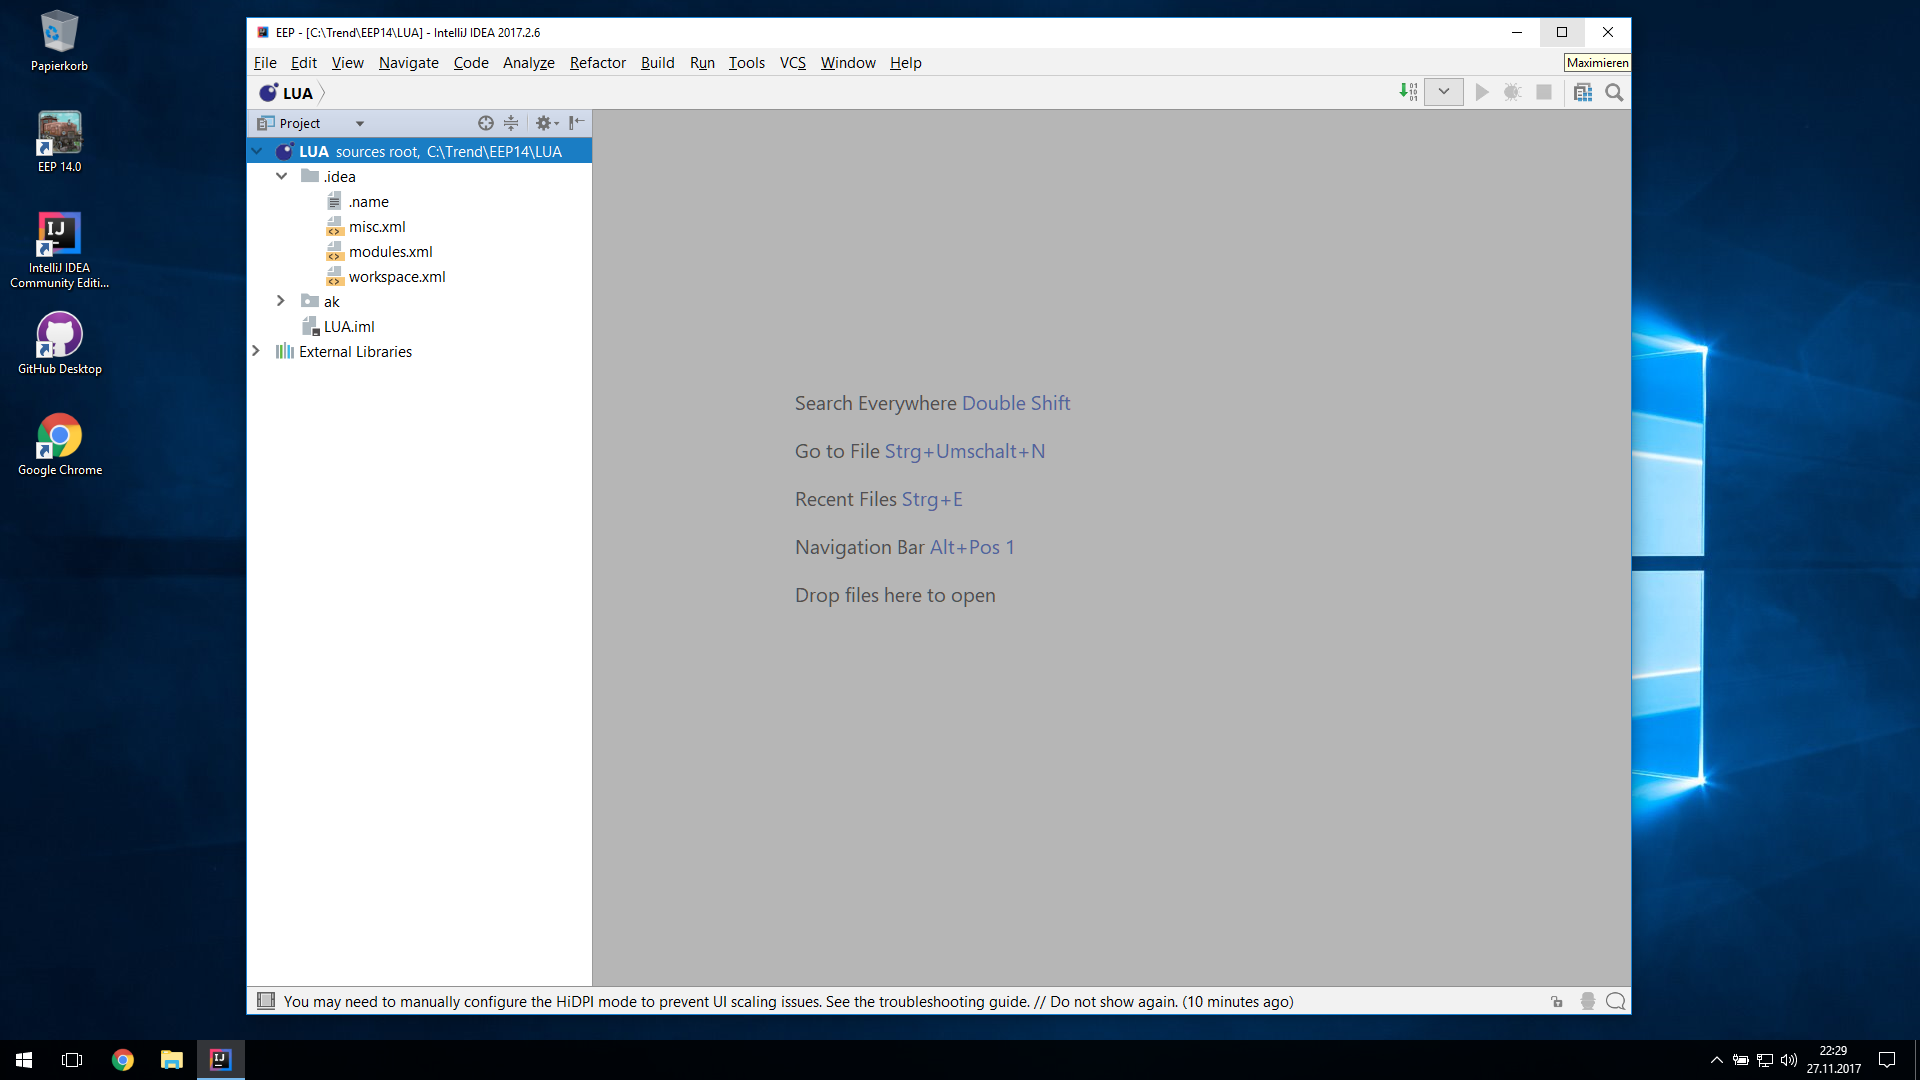 Papierkorb
EEP 14.0
IntelliJ IDEA
Community Editi...
GitHub Desktop
Google Chrome
EEP - [C:\Trend\EEP14\LUA] - IntelliJ IDEA 2017.2.6
File Edit View Navigate Code Analyze Refactor Build Run Tools VCS Window Help
Maximieren
LUA
Project
LUA sources root, C:\Trend\EEP14\LUA
.idea
.name
misc.xml
modules.xml
workspace.xml
ak
LUA.iml
External Libraries
Search Everywhere Double Shift
Go to File Strg+Umschalt+N
Recent Files Strg+E
Navigation Bar Alt+Pos 1
Drop files here to open
You may need to manually configure the HiDPI mode to prevent UI scaling issues. See the troubleshooting guide. // Do not show again. (10 minutes ago)
22:29
27.11.2017